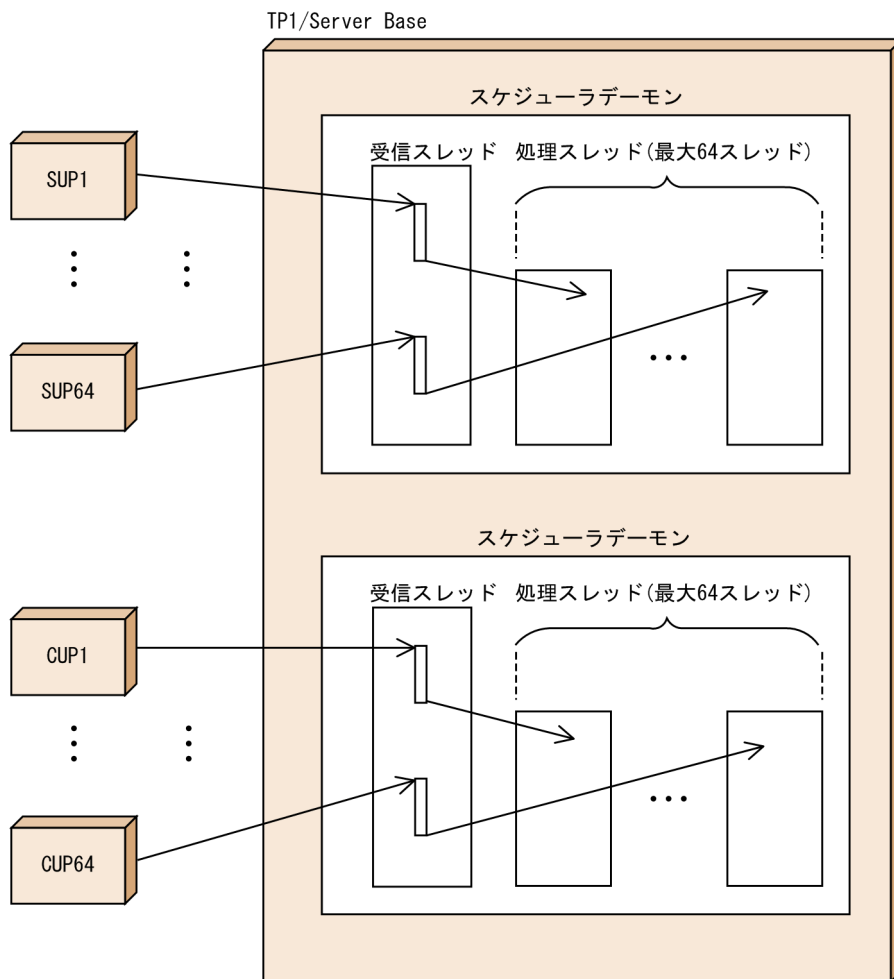 TP1/Server Base
スケジューラデーモン
受信スレッド 処理スレッド(最大64スレッド)
SUP1
SUP64
スケジューラデーモン
受信スレッド 処理スレッド(最大64スレッド)
CUP1
CUP64